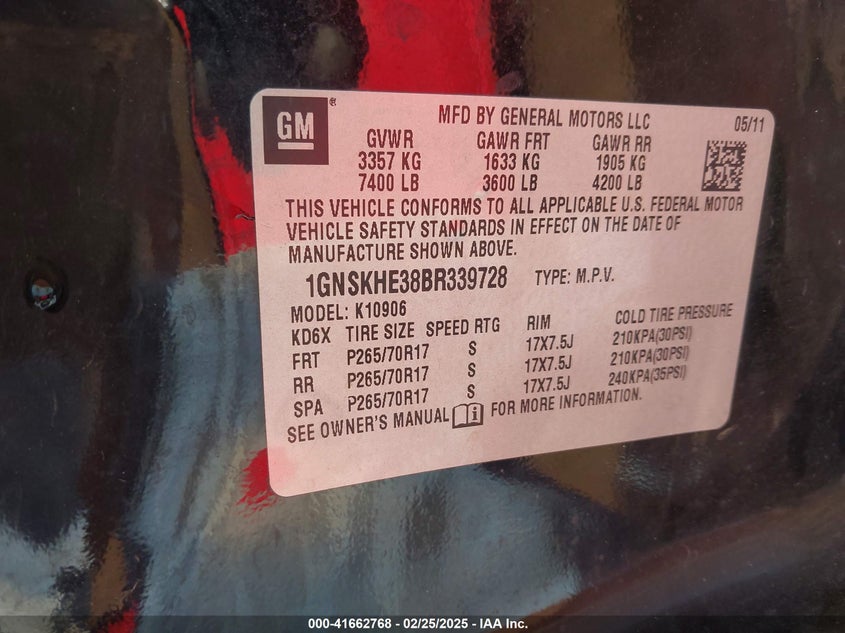 GM®
MFD BY GENERAL MOTORS LLC 05/11
GVWR GAWR FRT GAWR RR
3357 KG 1633 KG 1905 KG
7400 LB 3600 LB 4200 LB
THIS VEHICLE CONFORMS TO ALL APPLICABLE U.S. FEDERAL MOTOR
VEHICLE SAFETY STANDARDS IN EFFECT ON THE DATE OF
MANUFACTURE SHOWN ABOVE.
1GNSKHE38BR339728 TYPE: M.P.V.
MODEL: K10906
KD6X TIRE SIZE SPEED RTG RIM COLD TIRE PRESSURE
FRT P265/70R17 S 17X7.5J 210KPA(30PSI)
RR P265/70R17 S 17X7.5J 210KPA(30PSI)
SPA P265/70R17 S 17X7.5J 240KPA(35PSI)
SEE OWNER'S MANUAL FOR MORE INFORMATION.
000-41662768 - 02/25/2025 - IAA Inc.